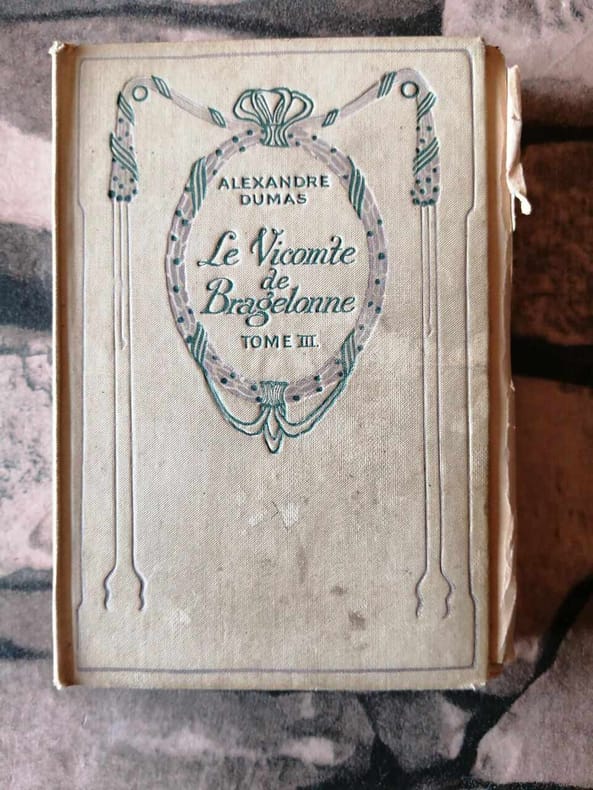 ALEXANDRE
DUMAS
Le Vicomte
de
Bragelonne
TOME III.